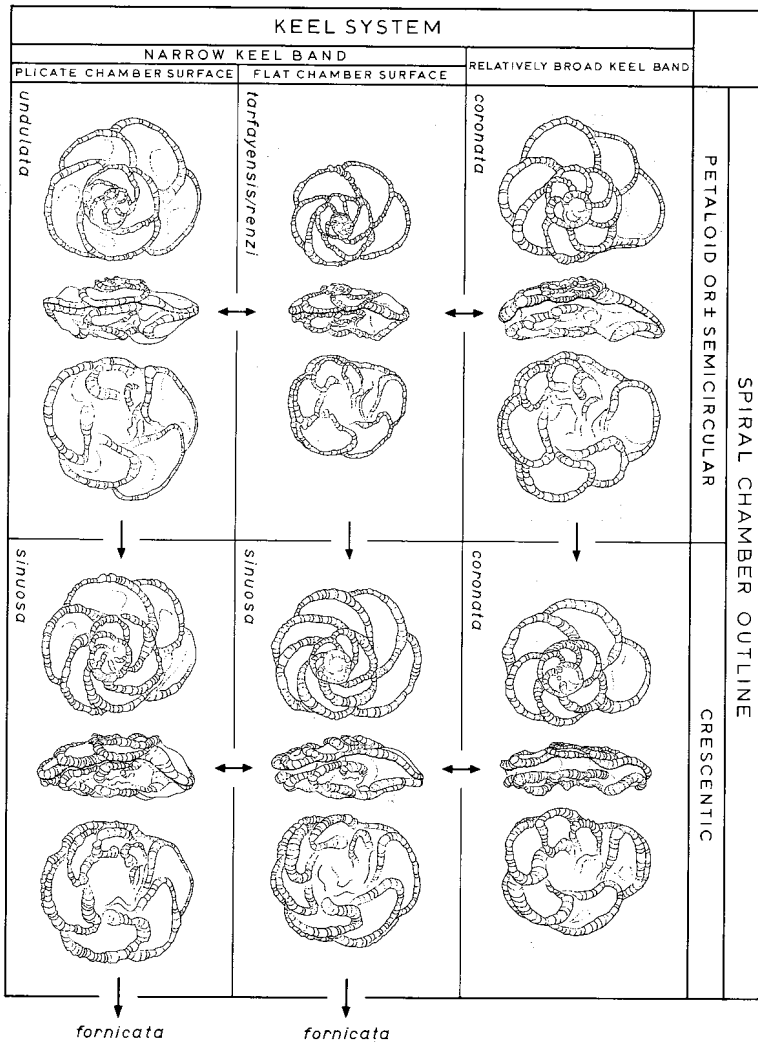 KEEL SYSTEM
NARROW KEEL BAND
PLICATE CHAMBER SURFACE
FLAT CHAMBER SURFACE
RELATIVELY BROAD KEEL BAND
undulata
tarfayensis/renzi
coronata
PETALOID OR ± SEMICIRCULAR
SPIRAL CHAMBER OUTLINE
sinuosa
sinuosa
coronata
CRESCENTIC
fornicata
fornicata